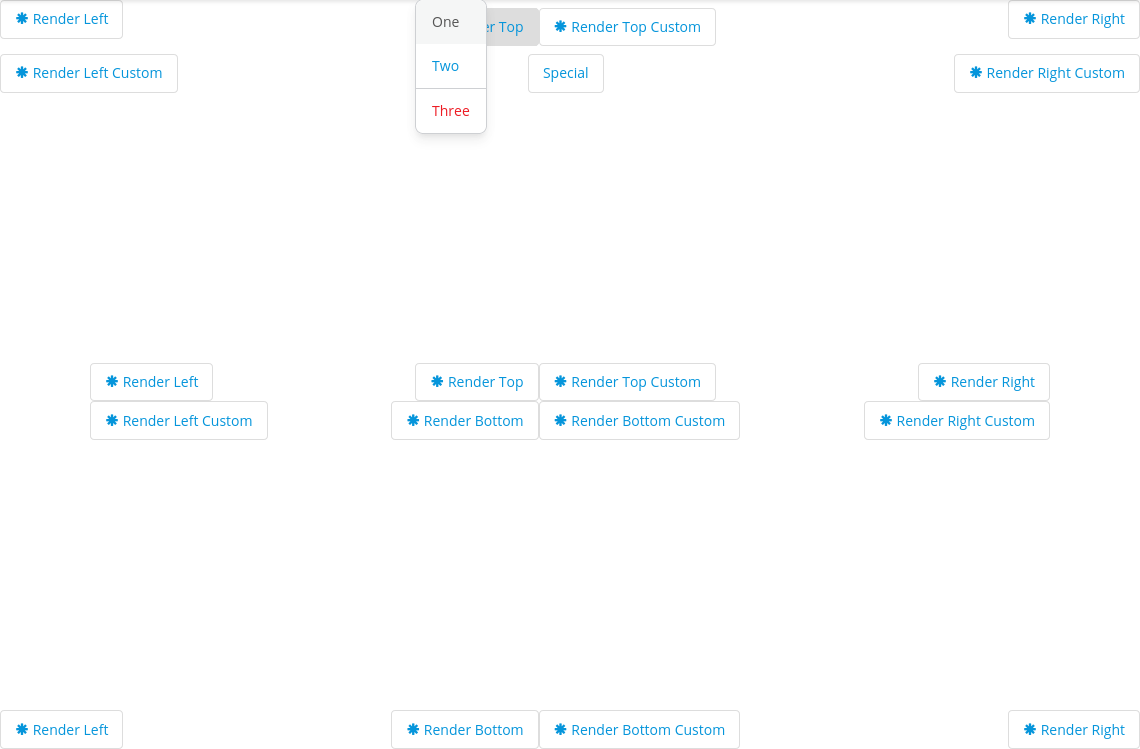 Render Left
One
er Top
Render Top Custom
Render Right
Render Left Custom
Two
Special
Render Right Custom
Three
Render Left
Render Top
Render Top Custom
Render Right
Render Left Custom
Render Bottom
Render Bottom Custom
Render Right Custom
Render Left
Render Bottom
Render Bottom Custom
Render Right